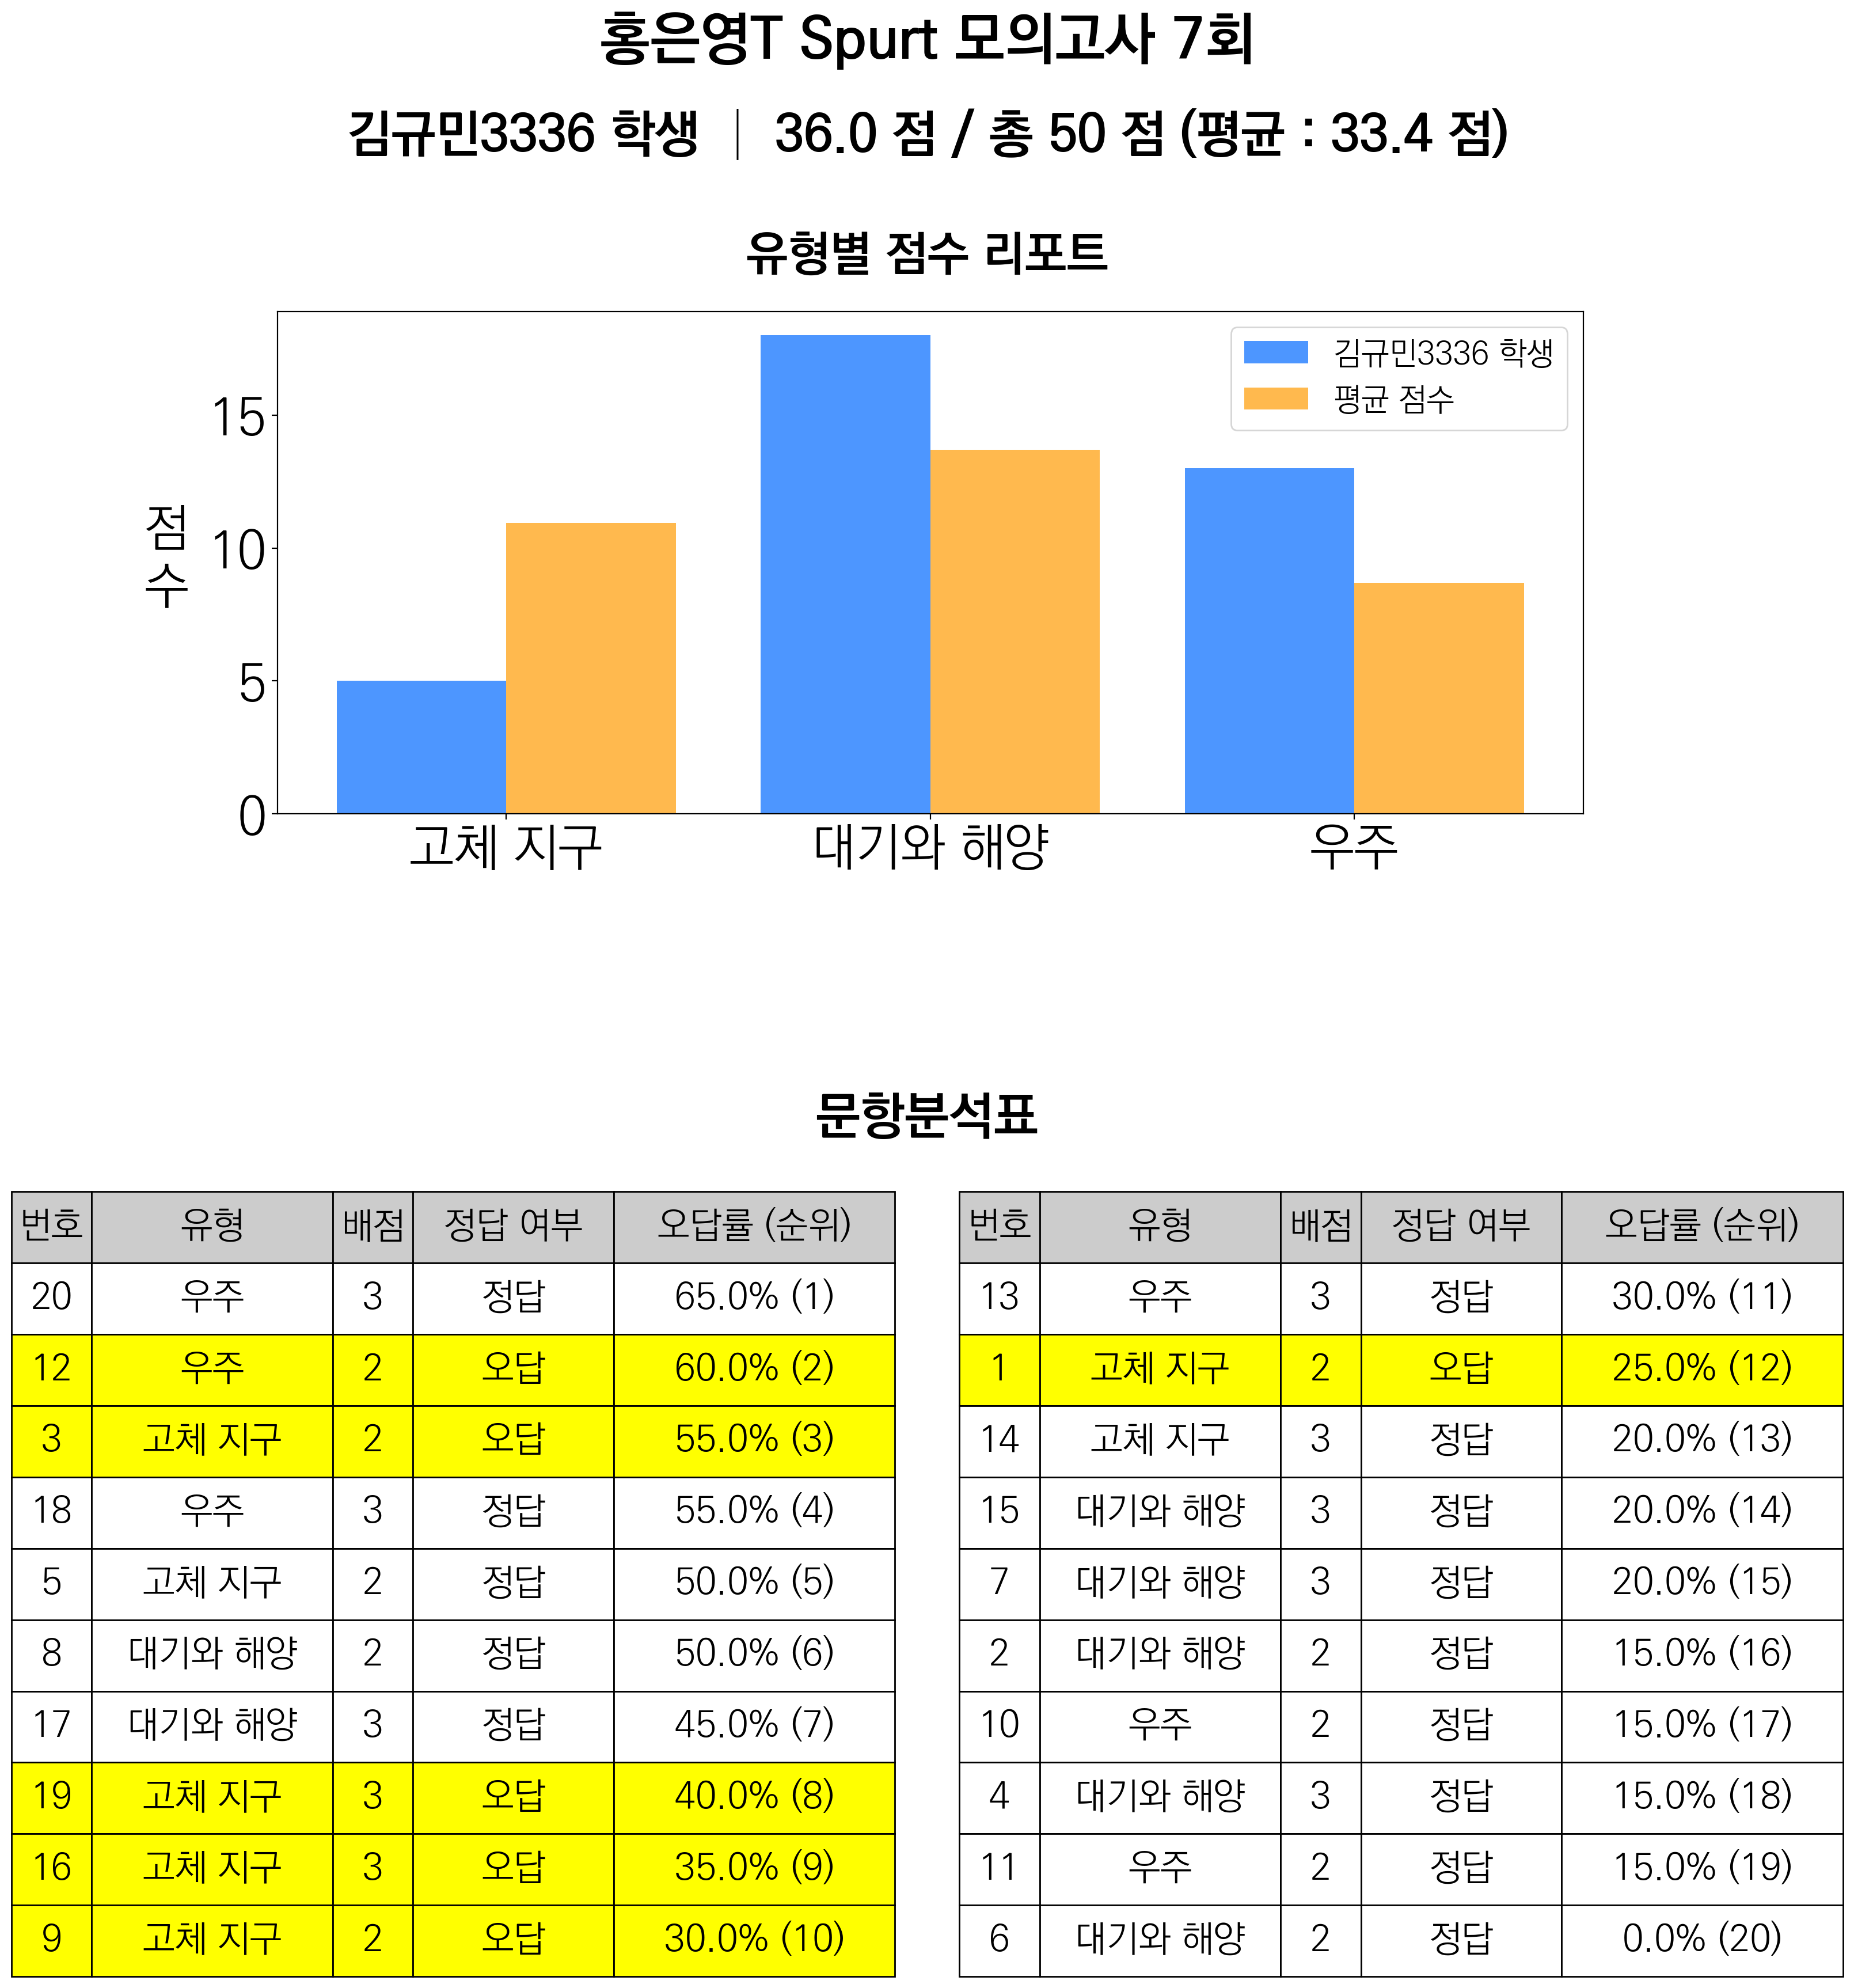 홍은영T Spurt 모의고사 7회
김규민3336 학생 │ 36.0 점 / 총 50 점 (평균 : 33.4 점)
유형별 점수 리포트
김규민3336 학생
평균 점수
점
수
15
10
5
0
고체 지구 대기와 해양 우주
문항분석표
번호 유형 배점 정답 여부 오답률 (순위)
20 우주 3 정답 65.0% (1)
12 우주 2 오답 60.0% (2)
3 고체 지구 2 오답 55.0% (3)
18 우주 3 정답 55.0% (4)
5 고체 지구 2 정답 50.0% (5)
8 대기와 해양 2 정답 50.0% (6)
17 대기와 해양 3 정답 45.0% (7)
19 고체 지구 3 오답 40.0% (8)
16 고체 지구 3 오답 35.0% (9)
9 고체 지구 2 오답 30.0% (10)
번호 유형 배점 정답 여부 오답률 (순위)
13 우주 3 정답 30.0% (11)
1 고체 지구 2 오답 25.0% (12)
14 고체 지구 3 정답 20.0% (13)
15 대기와 해양 3 정답 20.0% (14)
7 대기와 해양 3 정답 20.0% (15)
2 대기와 해양 2 정답 15.0% (16)
10 우주 2 정답 15.0% (17)
4 대기와 해양 3 정답 15.0% (18)
11 우주 2 정답 15.0% (19)
6 대기와 해양 2 정답 0.0% (20)